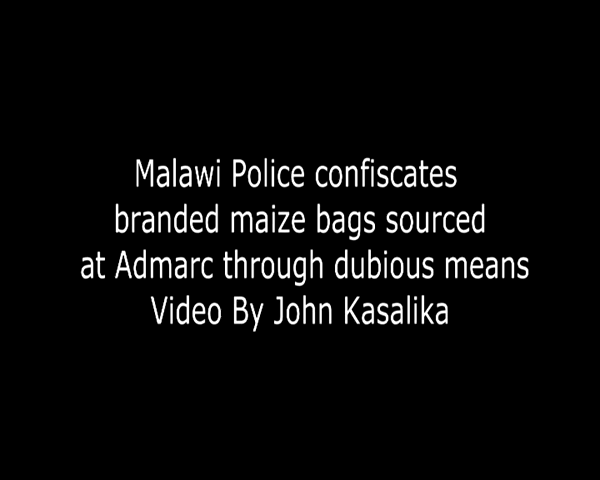 Malawi Police confiscates
branded maize bags sourced
at Admarc through dubious means
Video By John Kasalika